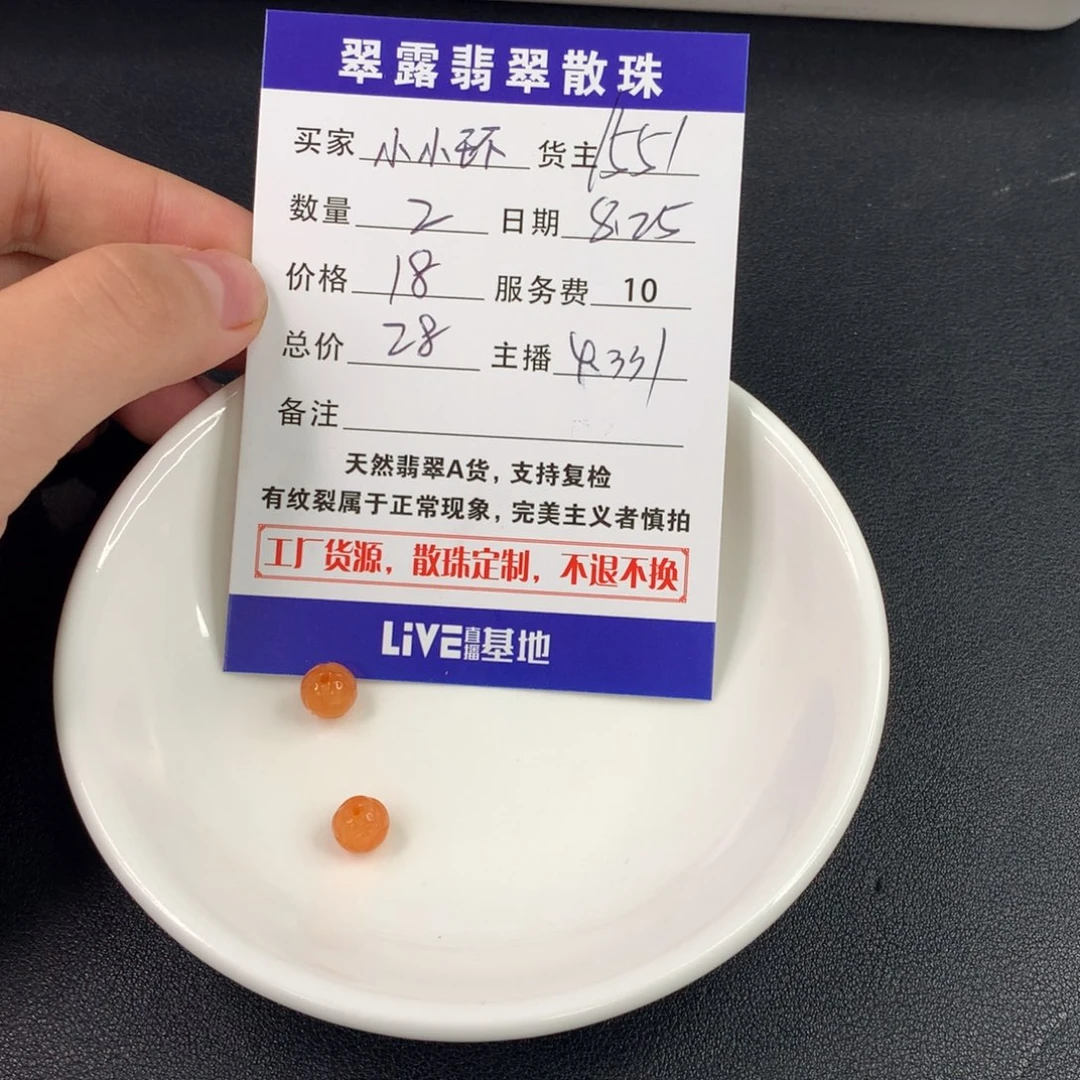 翠露翡翠散珠
买家 小小环 货主 1551
数量 2 日期 8.25
价格 18 服务费 10
总价 28 主播
备注
天然翡翠A货，支持复检
有纹裂属于正常现象，完美主义者慎拍
工厂货源，散珠定制，不退不换
LiVE直播基地